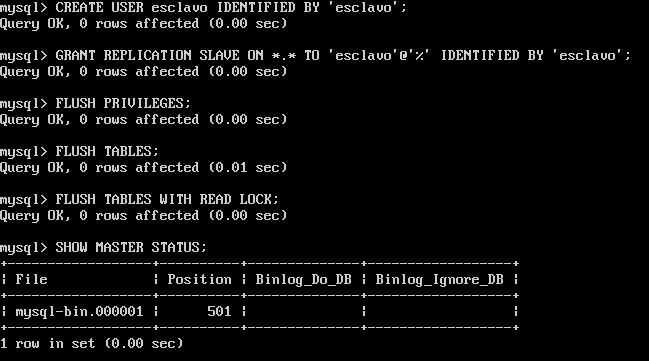 mysql> CREATE USER esclavo IDENTIFIED BY 'esclavo';
Query OK, 0 rows affected (0.00 sec)
mysql> GRANT REPLICATION SLAVE ON *.* TO 'esclavo'@'%' IDENTIFIED BY 'esclavo';
Query OK, 0 rows affected (0.00 sec)
mysql> FLUSH PRIVILEGES;
Query OK, 0 rows affected (0.00 sec)
mysql> FLUSH TABLES;
Query OK, 0 rows affected (0.01 sec)
mysql> FLUSH TABLES WITH READ LOCK;
Query OK, 0 rows affected (0.00 sec)
mysql> SHOW MASTER STATUS;
+------------------+----------+--------------+------------------+
| File             | Position | Binlog_Do_DB | Binlog_Ignore_DB |
+------------------+----------+--------------+------------------+
| mysql-bin.000001 |      501 |              |                  |
+------------------+----------+--------------+------------------+
1 row in set (0.00 sec)